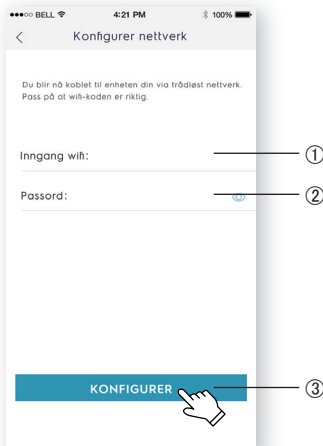 ●●●○○ BELL 4:21 PM 100%
Konfigurer nettverk
Du blir nå koblet til enheten din via trådløst nettverk.
Pass på at wifi-koden er riktig.
Inngang wifi:
①
Passord:
②
KONFIGURER
③